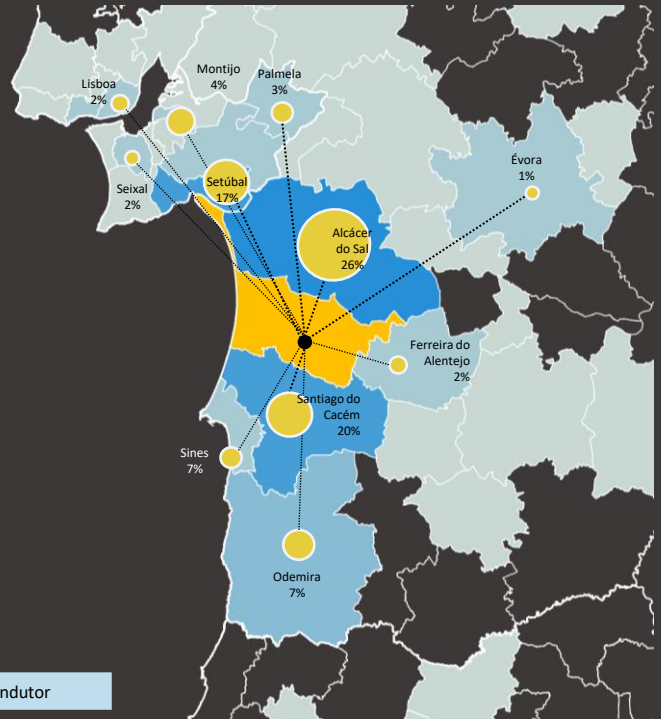 Montijo
4%
Palmela
3%
Lisboa
2%
Évora
1%
Seixal
2%
Setúbal
17%
Alcácer
do Sal
26%
Ferreira do
Alentejo
2%
Santiago do
Cacém
20%
Sines
7%
Odemira
7%